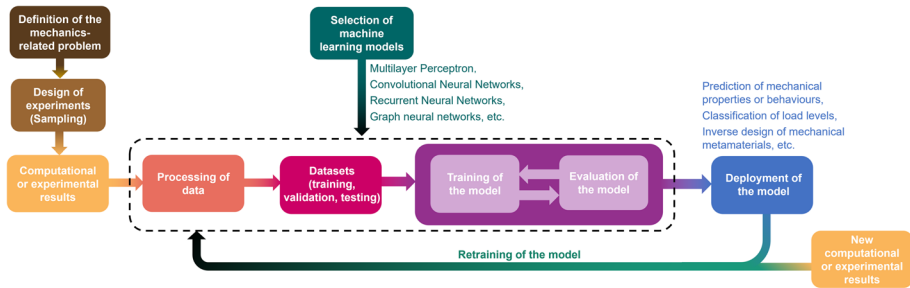 Definition of the
mechanics-
related problem
Design of
experiments
(Sampling)
Computational
or experimental
results
Selection of
machine
learning models
Multilayer Perceptron,
Convolutional Neural Networks,
Recurrent Neural Networks,
Graph neural networks, etc.
Processing of
data
Datasets
(training,
validation, testing)
Training
of the model
Evaluation of
the model
Prediction of mechanical
properties or behaviours,
Classification of load levels,
Inverse design of mechanical
metamaterials, etc.
Deployment of
the model
Retraining of the model
New
computational
or experimental
results